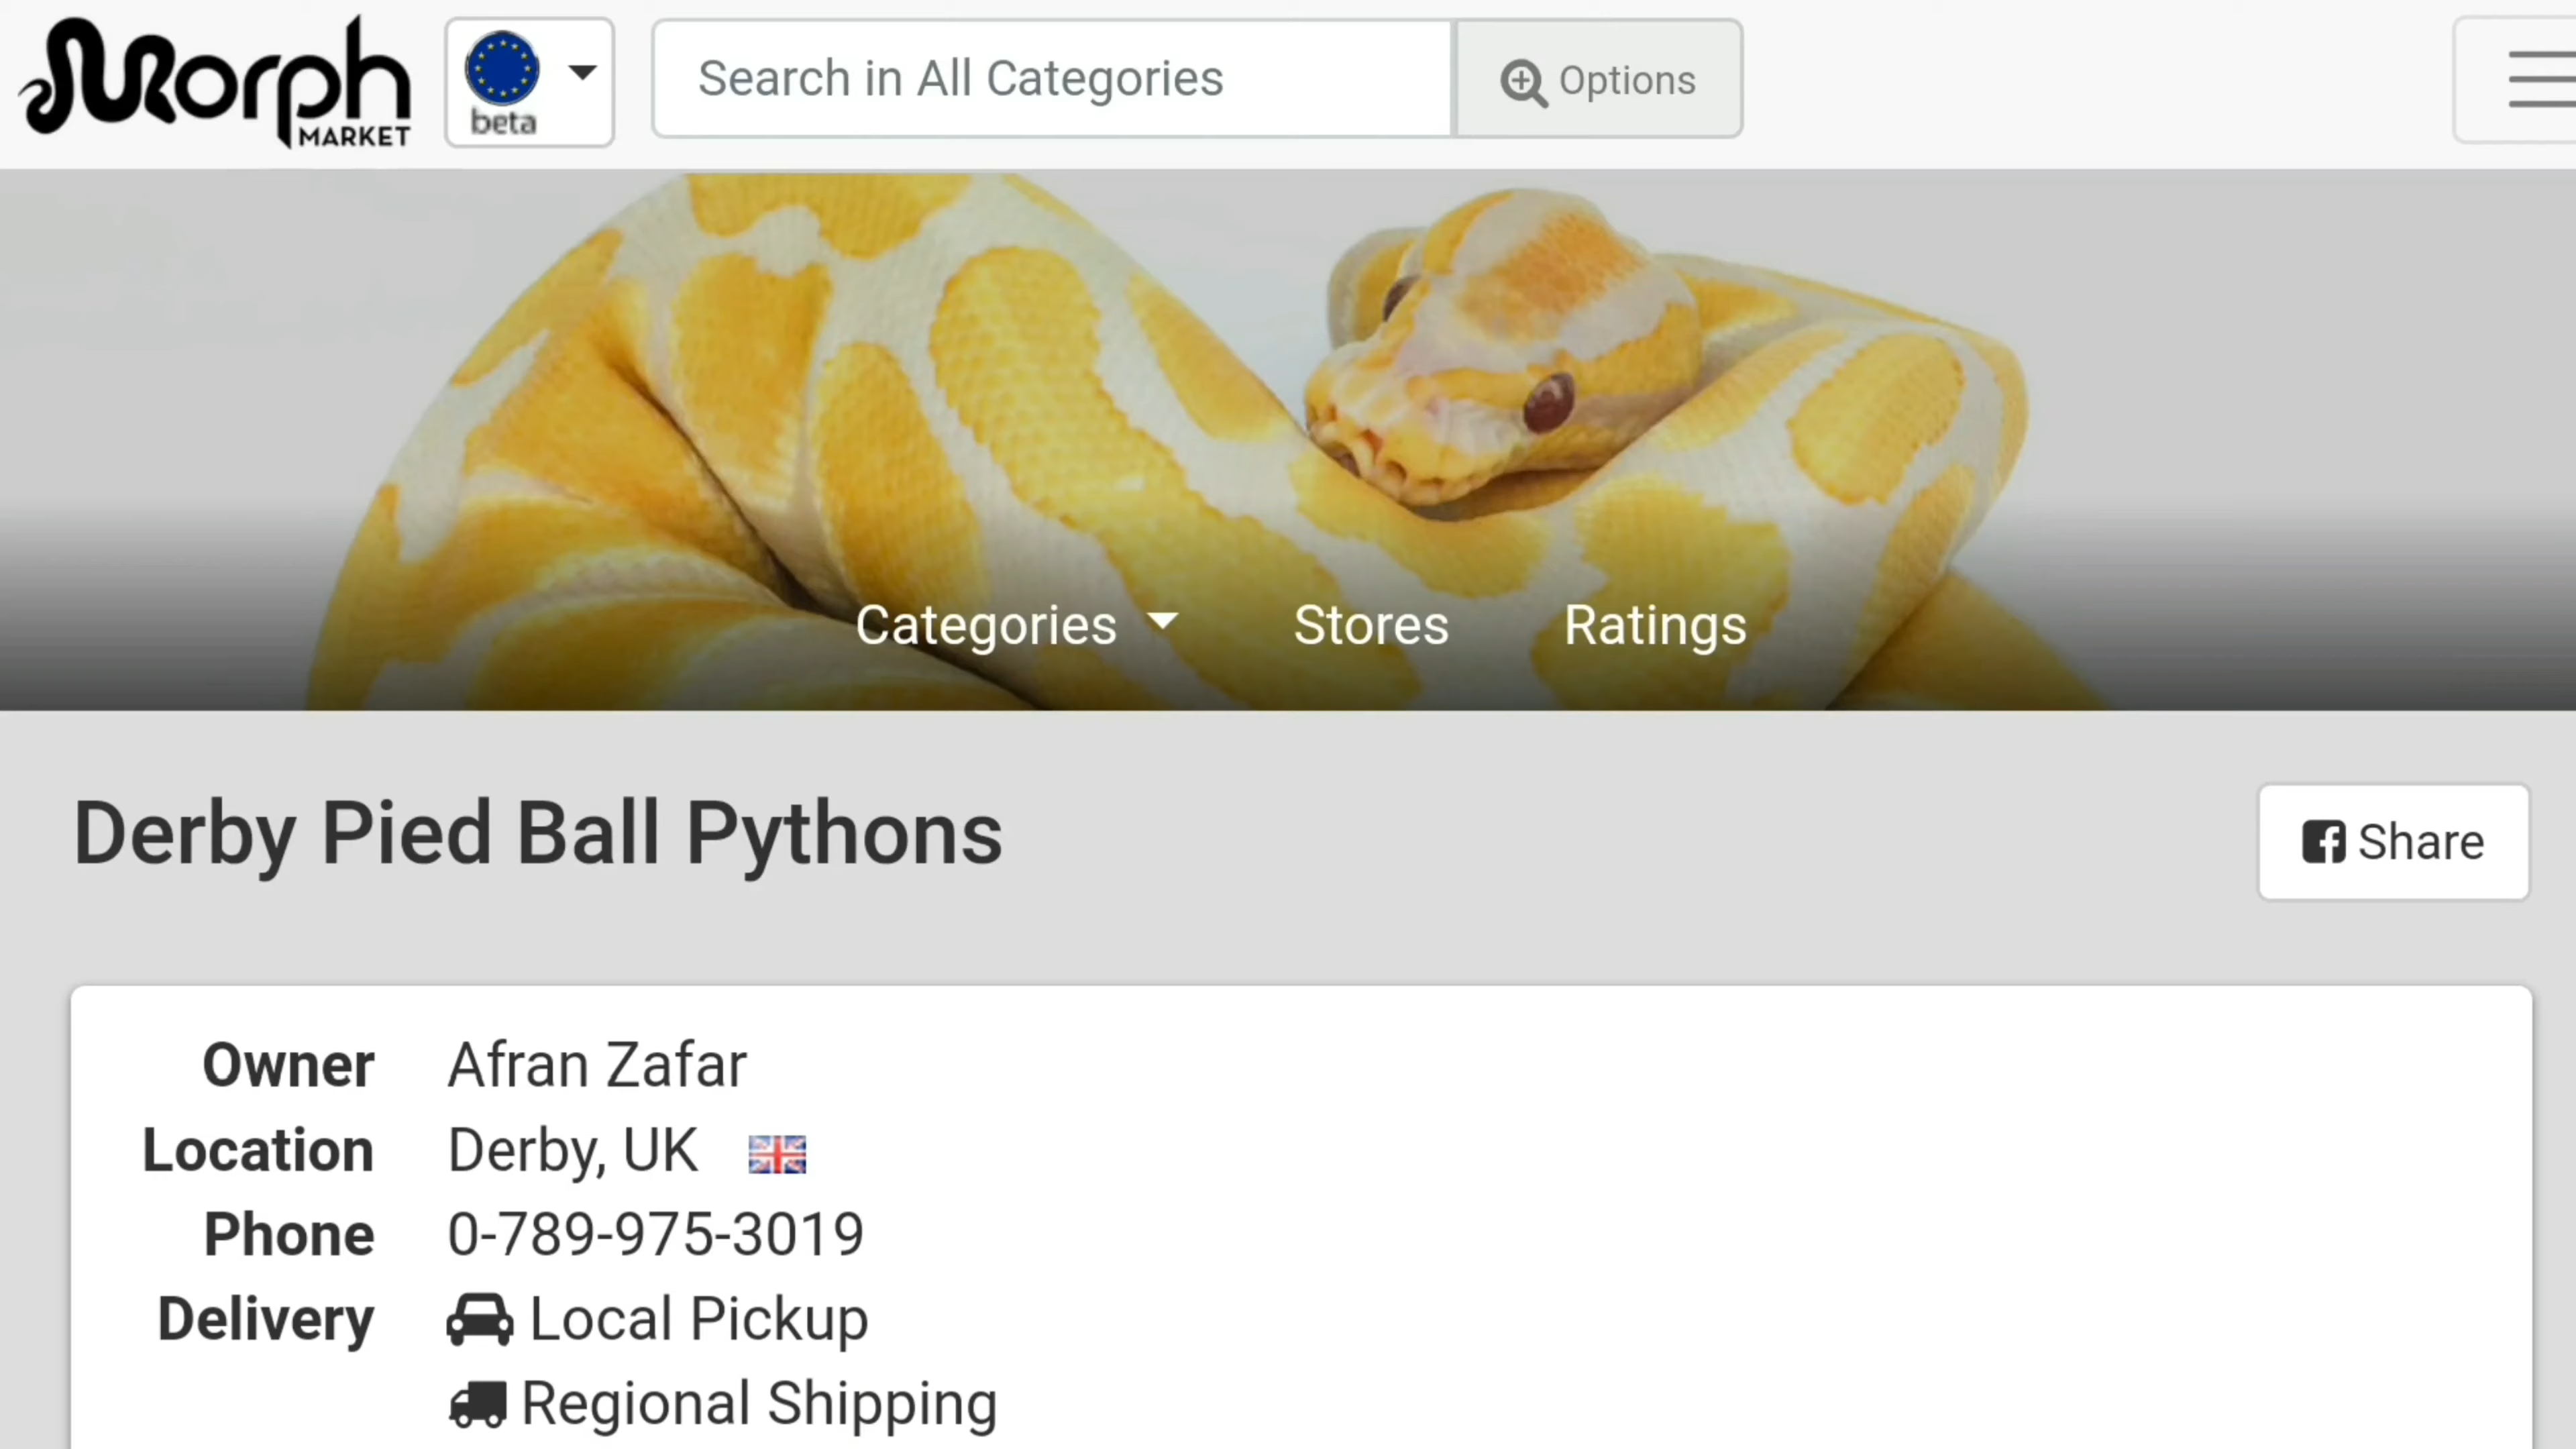 Morph
MARKET
beta
Search in All Categories
Options
Categories
Stores
Ratings
Derby Pied Ball Pythons
Share
Owner Afran Zafar
Location Derby, UK
Phone 0-789-975-3019
Delivery Local Pickup
Regional Shipping